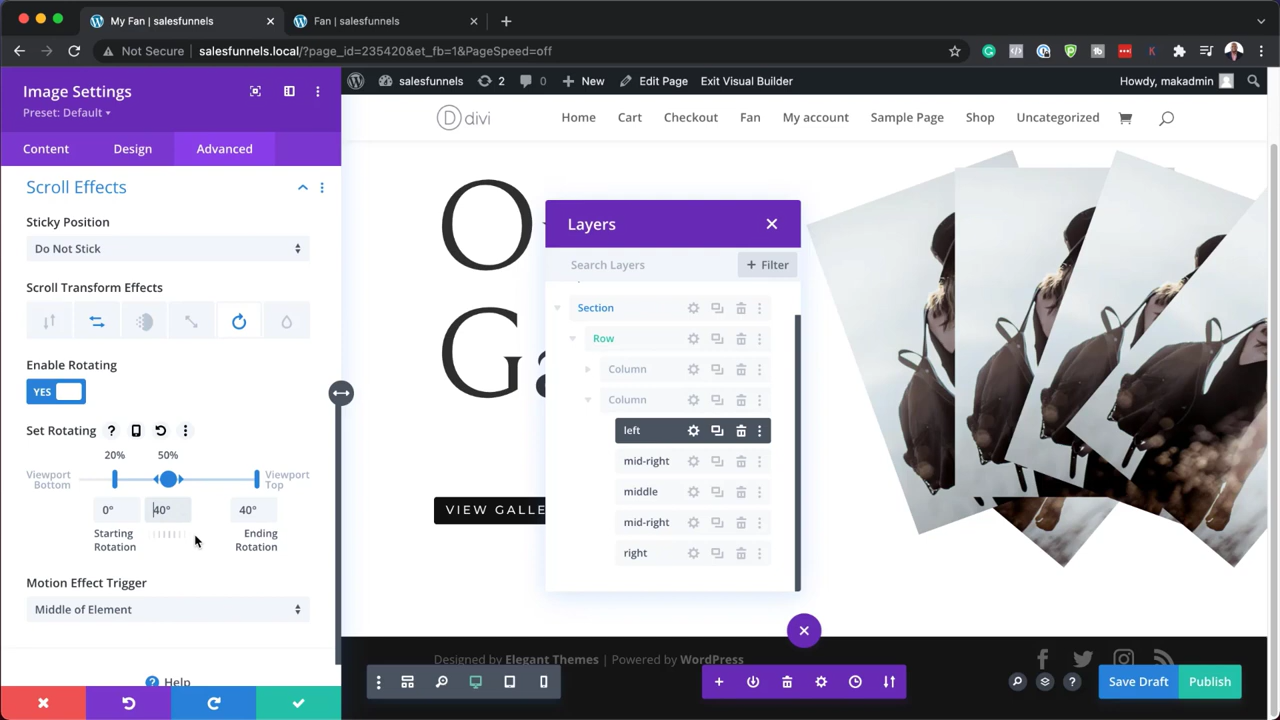 My Fan | salesfunnels
Fan | salesfunnels
Not Secure
salesfunnels.local/?page_id=235420&et_fb=1&PageSpeed=off
Image Settings
Preset: Default
Content
Design
Advanced
Scroll Effects
Sticky Position
Do Not Stick
Scroll Transform Effects
Enable Rotating
YES
Set Rotating
20%
50%
Viewport Bottom
Viewport Top
0°
40°
40°
Starting Rotation
Ending Rotation
Motion Effect Trigger
Middle of Element
Help
salesfunnels
2
0
New
Edit Page
Exit Visual Builder
Howdy, makadmin
divi
Home
Cart
Checkout
Fan
My account
Sample Page
Shop
Uncategorized
VIEW GALLE
Layers
Search Layers
+ Filter
Section
Row
Column
Column
left
mid-right
middle
mid-right
right
Designed by Elegant Themes | Powered by WordPress
Save Draft
Publish